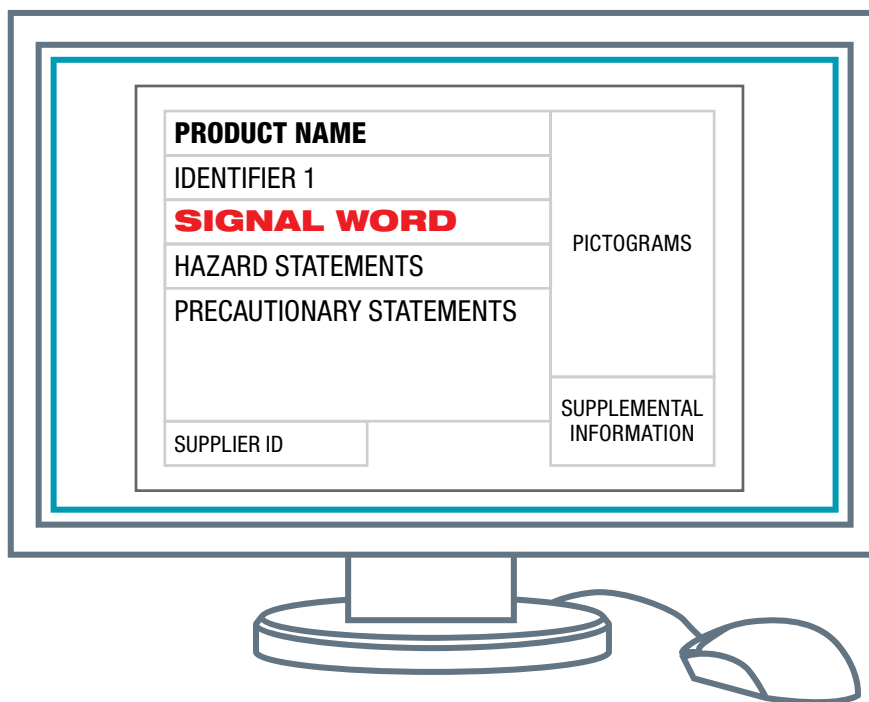 PRODUCT NAME
IDENTIFIER 1
SIGNAL WORD
HAZARD STATEMENTS
PRECAUTIONARY STATEMENTS
SUPPLIER ID
PICTOGRAMS
SUPPLEMENTAL
INFORMATION